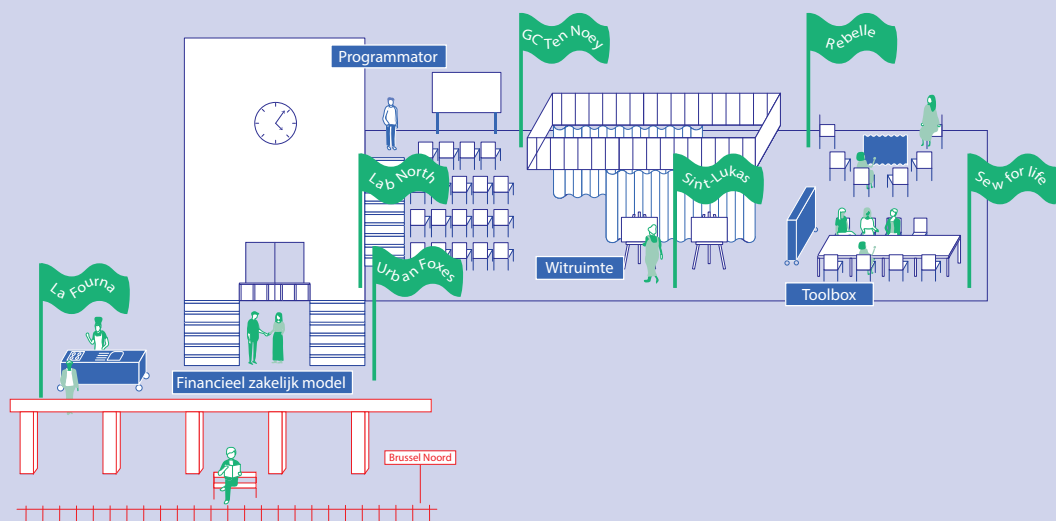 GC Ten Noey
Rebelle
Programmator
Lab North
Sint-Lukas
Sew for life
Urban Foxes
Witruimte
La Fourna
Toolbox
Financieel zakelijk model
Brussel Noord